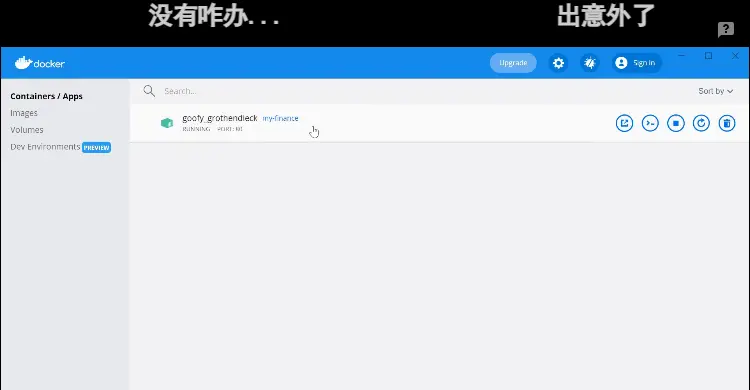 没有咋办... 出意外了
docker
Upgrade
Sign in
Containers / Apps
Images
Volumes
Dev Environments PREVIEW
Search...
Sort by
goofy_grothendieck my-finance
RUNNING PORT: 80